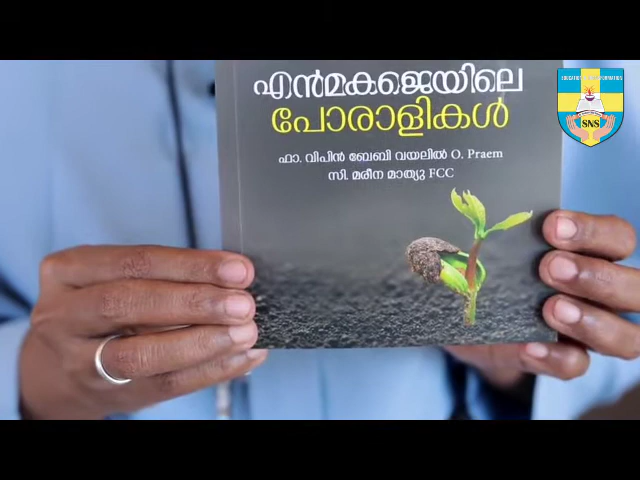 എൻമകജെയിലെ
പോരാളികൾ
ഫാ. വിപിൻ ബേബി വയലിൽ O. Praem
സി. മരീന മാത്യു FCC
SNS